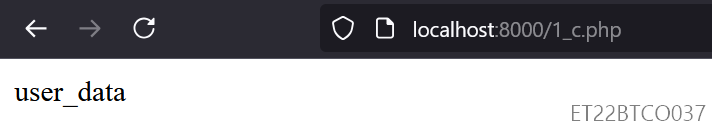 localhost:8000/1_c.php
user_data
ET22BTCO037